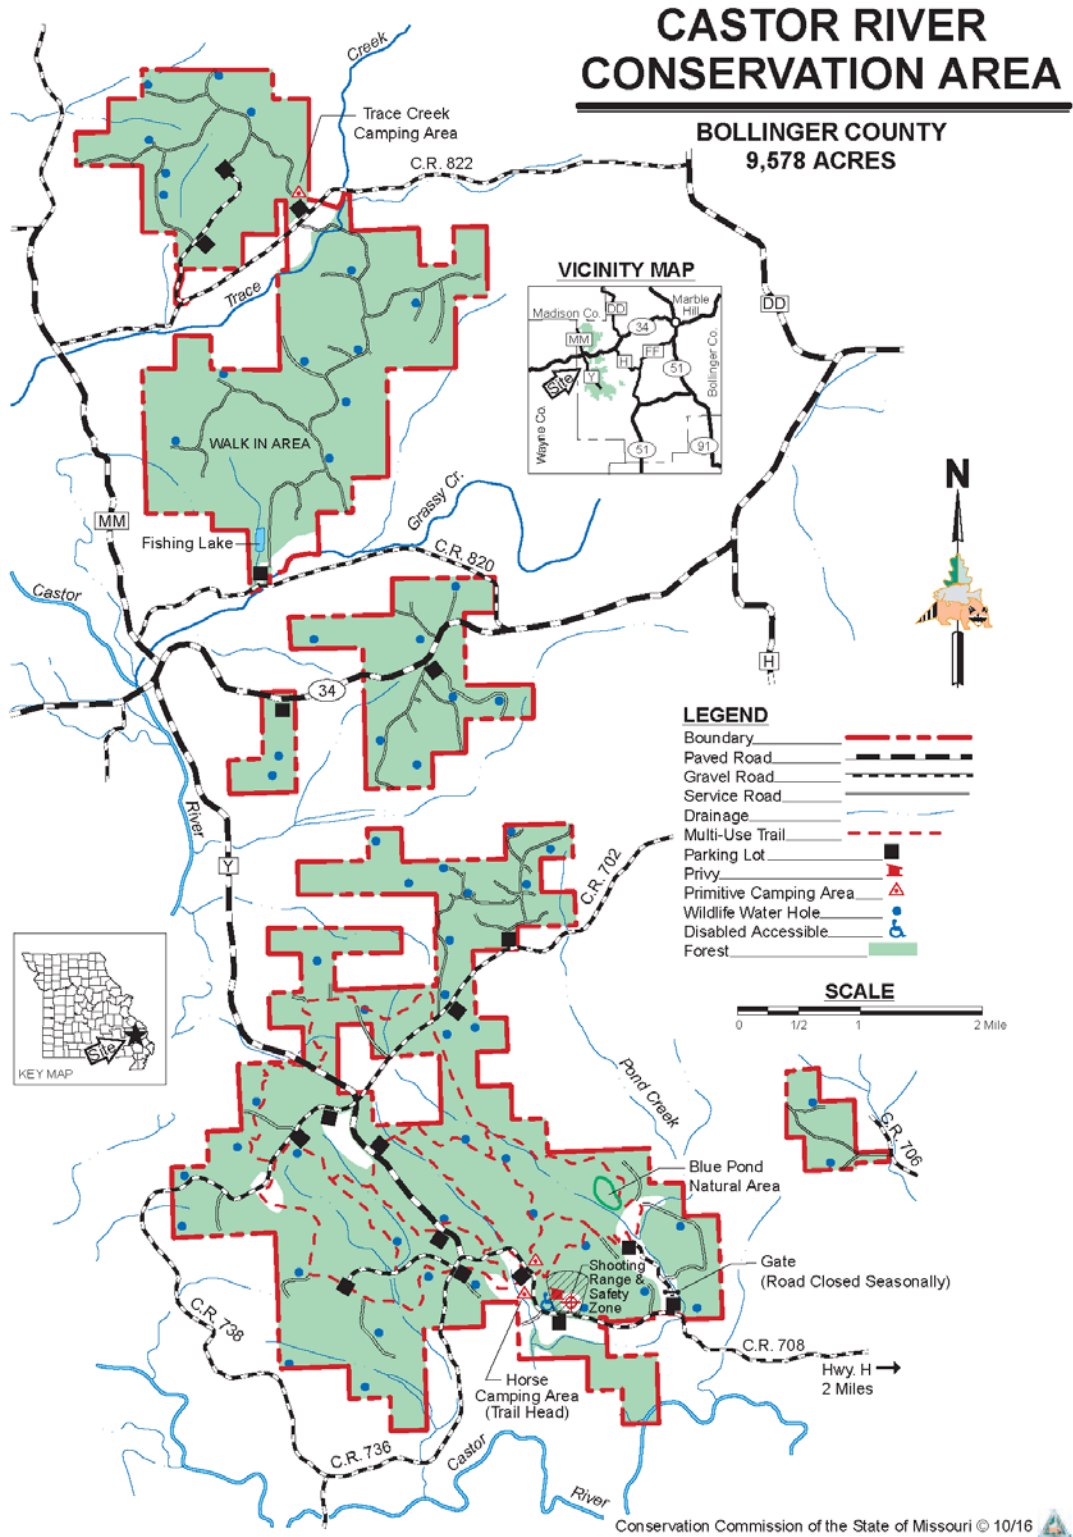 CASTOR RIVER
CONSERVATION AREA
BOLLINGER COUNTY
9,578 ACRES
Creek
Trace Creek
Camping Area
C.R. 822
Trace
DD
VICINITY MAP
Madison Co.
DD
Marble
Hill
34
MM
H
FF
Bollinger Co.
Site
Y
51
Wayne Co.
51
91
WALK IN AREA
Grassy Cr.
N
MM
Fishing Lake
C.R. 820
Castor
H
34
LEGEND
Boundary
Paved Road
Gravel Road
Service Road
Drainage
Multi-Use Trail
Parking Lot
Privy
Primitive Camping Area
Wildlife Water Hole
Disabled Accessible
Forest
River
Y
C.R. 702
SCALE
0 1/2 1 2 Mile
Site
KEY MAP
Pond Creek
C.R. 706
Blue Pond
Natural Area
Shooting
Range &
Safety
Zone
Gate
(Road Closed Seasonally)
C.R. 738
C.R. 708
Hwy. H
2 Miles
Horse
Camping Area
(Trail Head)
C.R. 736
Castor
River
Conservation Commission of the State of Missouri © 10/16